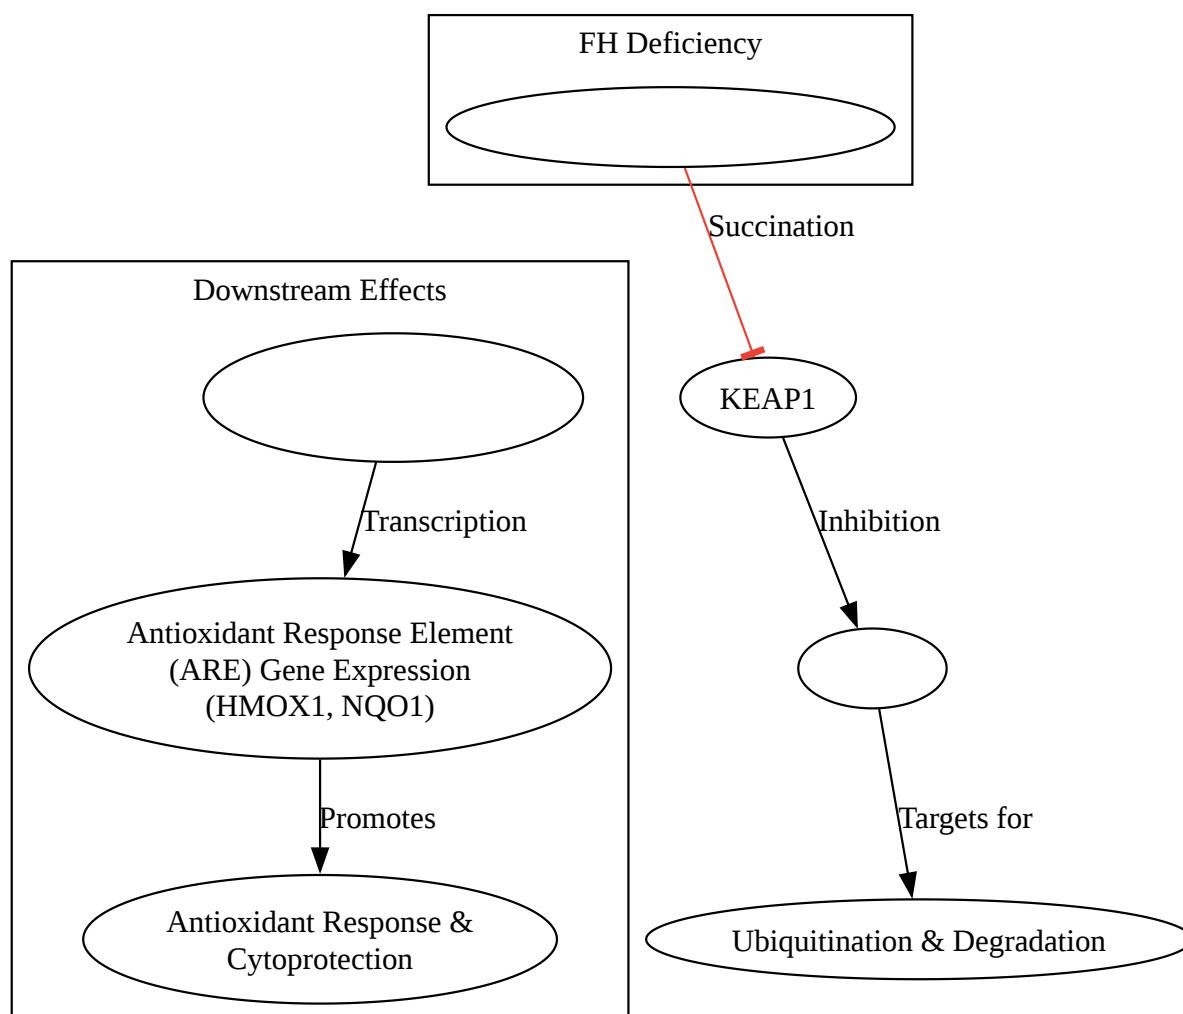 FH Deficiency
Succination
Downstream Effects
KEAP1
Transcription
Inhibition
Antioxidant Response Element
(ARE) Gene Expression
(HMOX1, NQO1)
Promotes
Targets for
Antioxidant Response &
Cytoprotection
Ubiquitination & Degradation